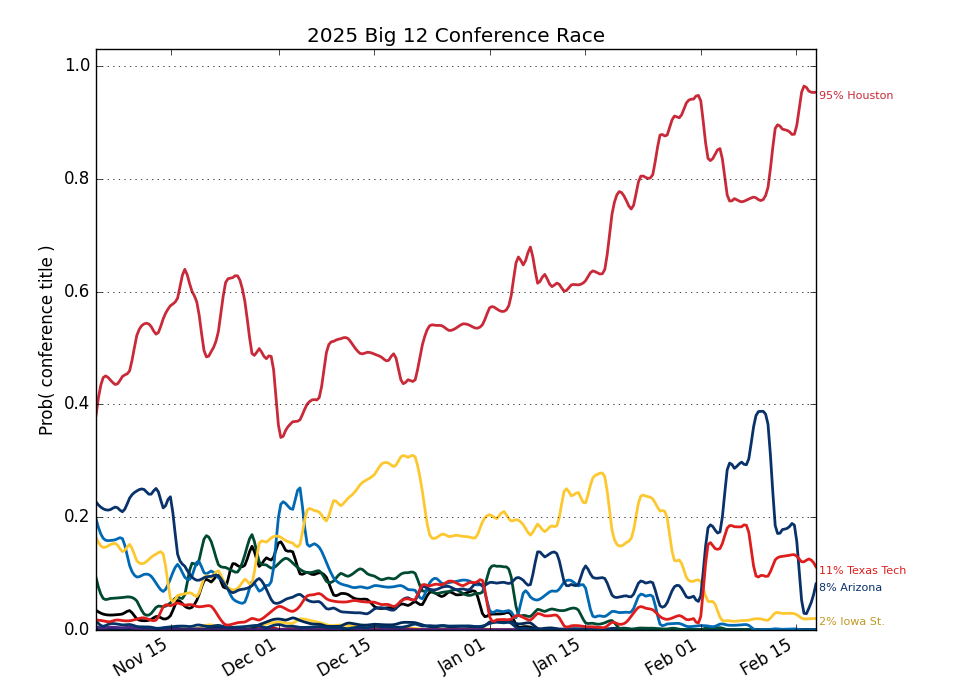 2025 Big 12 Conference Race
Prob( conference title )
1.0
0.8
0.6
0.4
0.2
0.0
95% Houston
11% Texas Tech
8% Arizona
2% Iowa St.
Nov 15
Dec 01
Dec 15
Jan 01
Jan 15
Feb 01
Feb 15